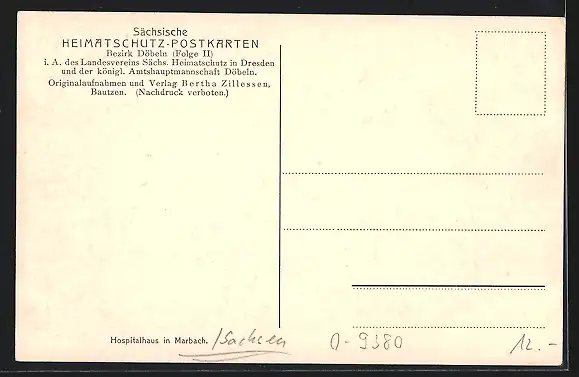 Sächsische
HEIMATSCHUTZ-POSTKARTEN
Bezirk Döbeln (Folge II)
i. A. des Landesvereins Sächs. Heimatschutz in Dresden
und der königl. Amtshauptmannschaft Döbeln.
Originalaufnahmen und Verlag Bertha Zillessen,
Bautzen. (Nachdruck verboten.)
Hospitalhaus in Marbach. /Sachsen 0-9380 12.-